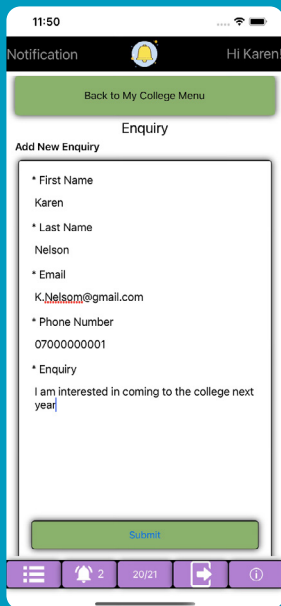 11:50
Notification
Hi Karen!
Back to My College Menu
Enquiry
Add New Enquiry
* First Name
Karen
* Last Name
Nelson
* Email
K.Nelsom@gmail.com
* Phone Number
07000000001
* Enquiry
I am interested in coming to the college next
year
Submit
2
20/21